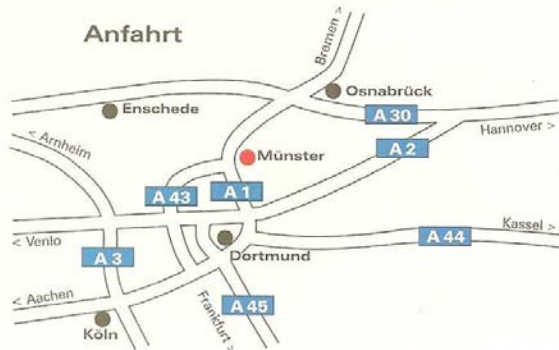 Anfahrt
Bremen >
Osnabrück
Enschede
A 30
Hannover >
< Arnheim
A 2
Münster
A 43
A 1
Kassel >
< Venlo
A 44
A 3
Dortmund
< Aachen
A 45
Köln
Frankfurt >